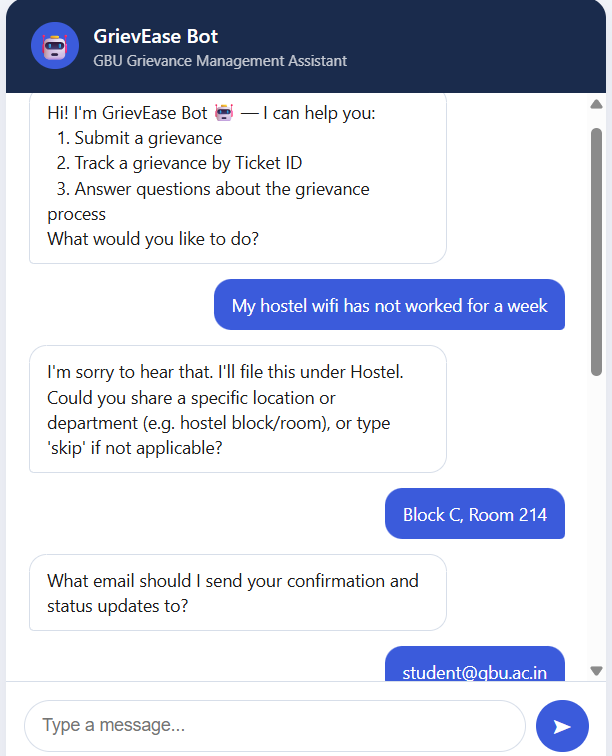 GrievEase Bot
GBU Grievance Management Assistant
Hi! I'm GrievEase Bot 🤖 — I can help you:
1. Submit a grievance
2. Track a grievance by Ticket ID
3. Answer questions about the grievance
process
What would you like to do?
My hostel wifi has not worked for a week
I'm sorry to hear that. I'll file this under Hostel.
Could you share a specific location or
department (e.g. hostel block/room), or type
'skip' if not applicable?
Block C, Room 214
What email should I send your confirmation and
status updates to?
student@gbu.ac.in
Type a message...